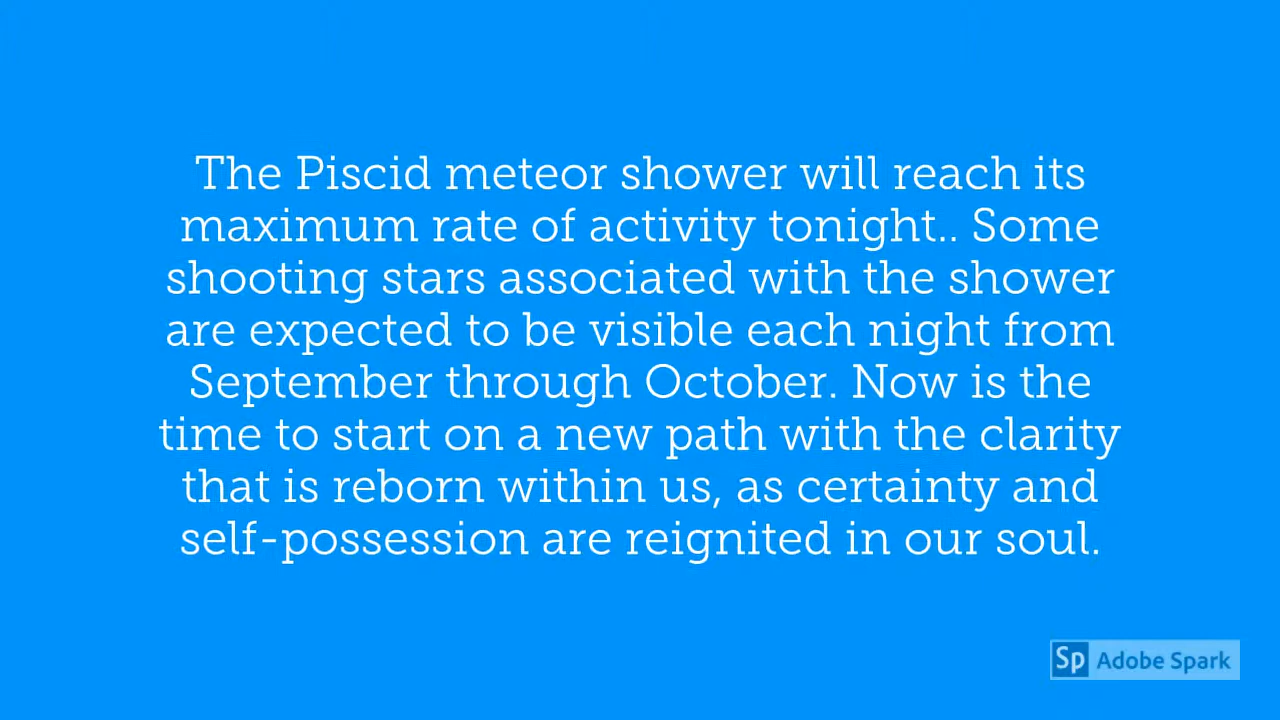 The Piscid meteor shower will reach its
maximum rate of activity tonight.. Some
shooting stars associated with the shower
are expected to be visible each night from
September through October. Now is the
time to start on a new path with the clarity
that is reborn within us, as certainty and
self-possession are reignited in our soul.
Sp Adobe Spark